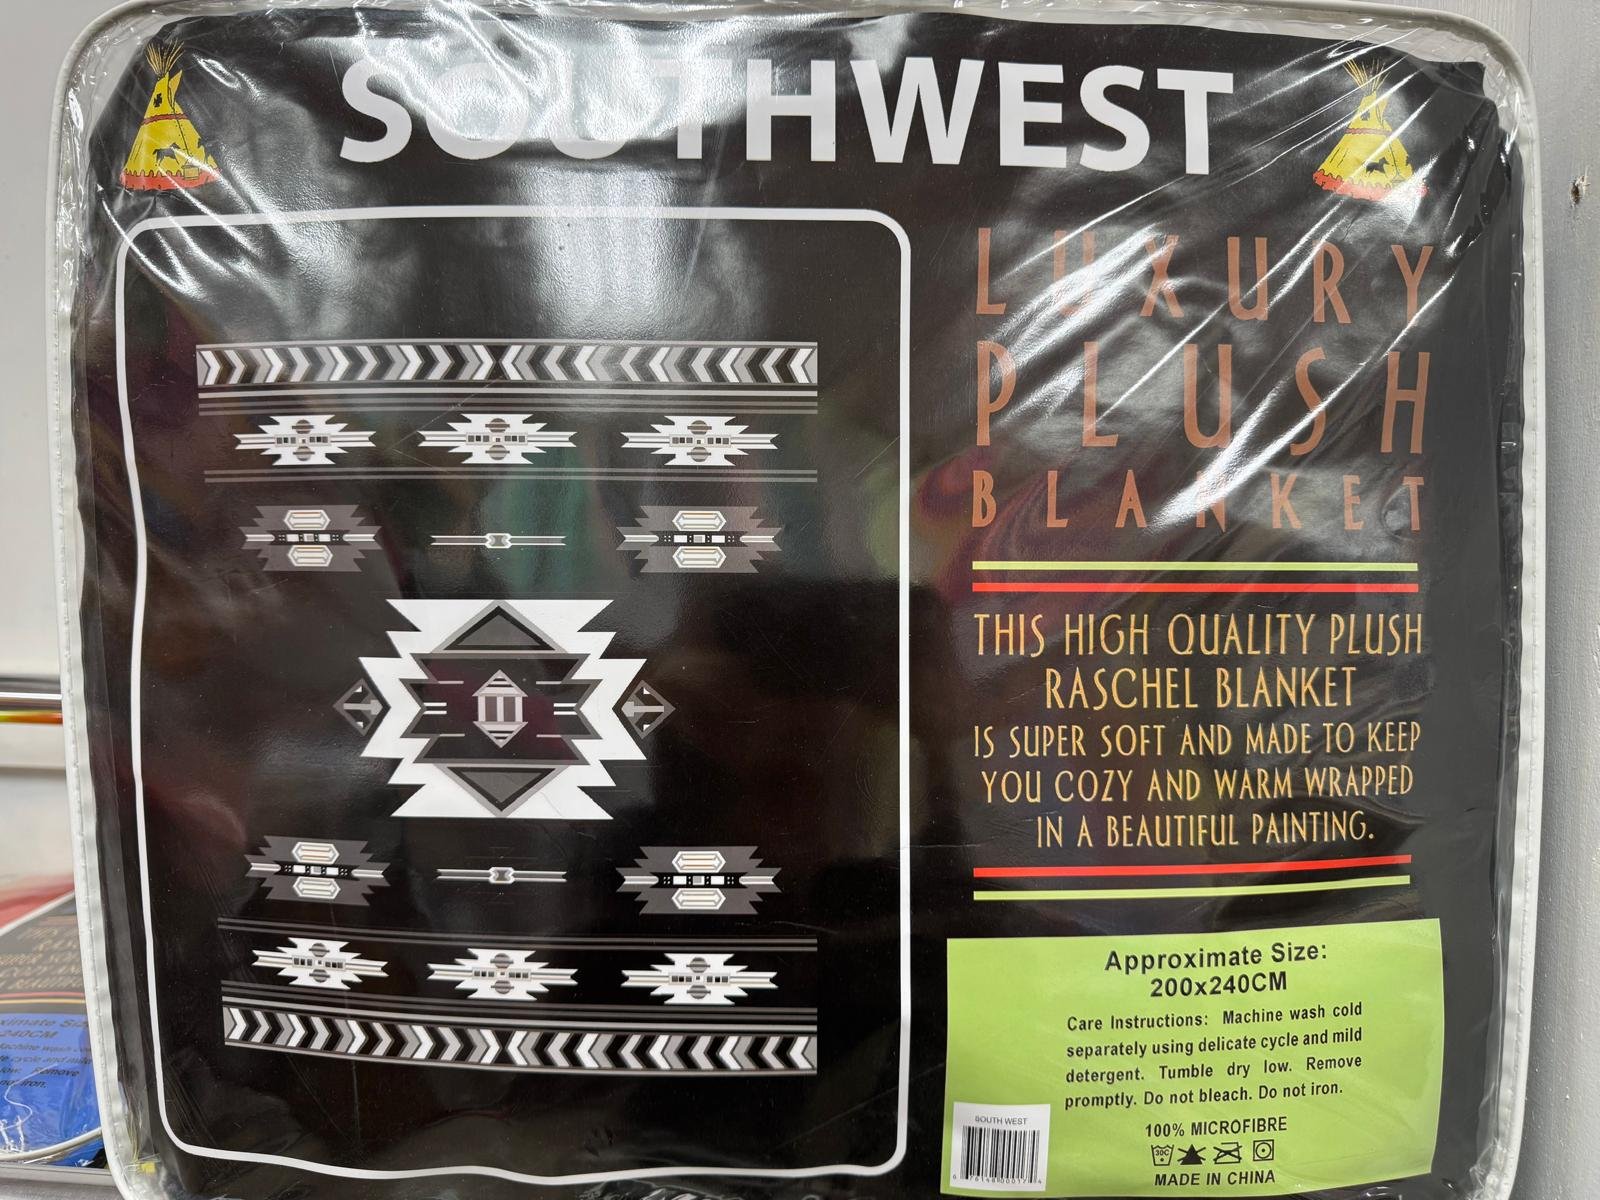 SOUTHWEST
LUXURY
PLUSH
BLANKET
THIS HIGH QUALITY PLUSH
RASCHEL BLANKET
IS SUPER SOFT AND MADE TO KEEP
YOU COZY AND WARM WRAPPED
IN A BEAUTIFUL PAINTING.
Approximate Size:
200x240CM
Care Instructions: Machine wash cold
separately using delicate cycle and mild
detergent. Tumble dry low. Remove
promptly. Do not bleach. Do not iron.
100% MICROFIBRE
30C
MADE IN CHINA
SOUTH WEST